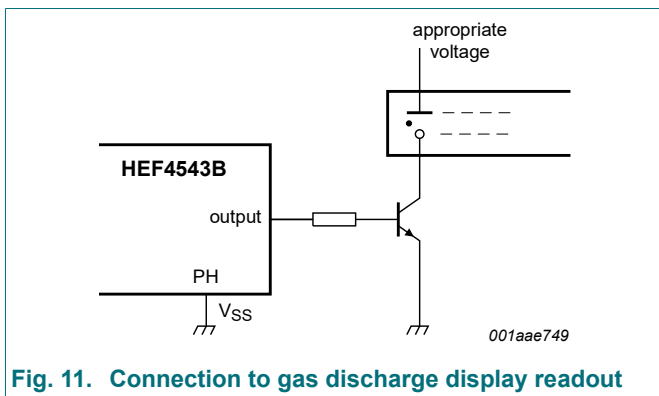 appropriate
voltage
HEF4543B
output
PH
VSS
001aae749
Fig. 11. Connection to gas discharge display readout